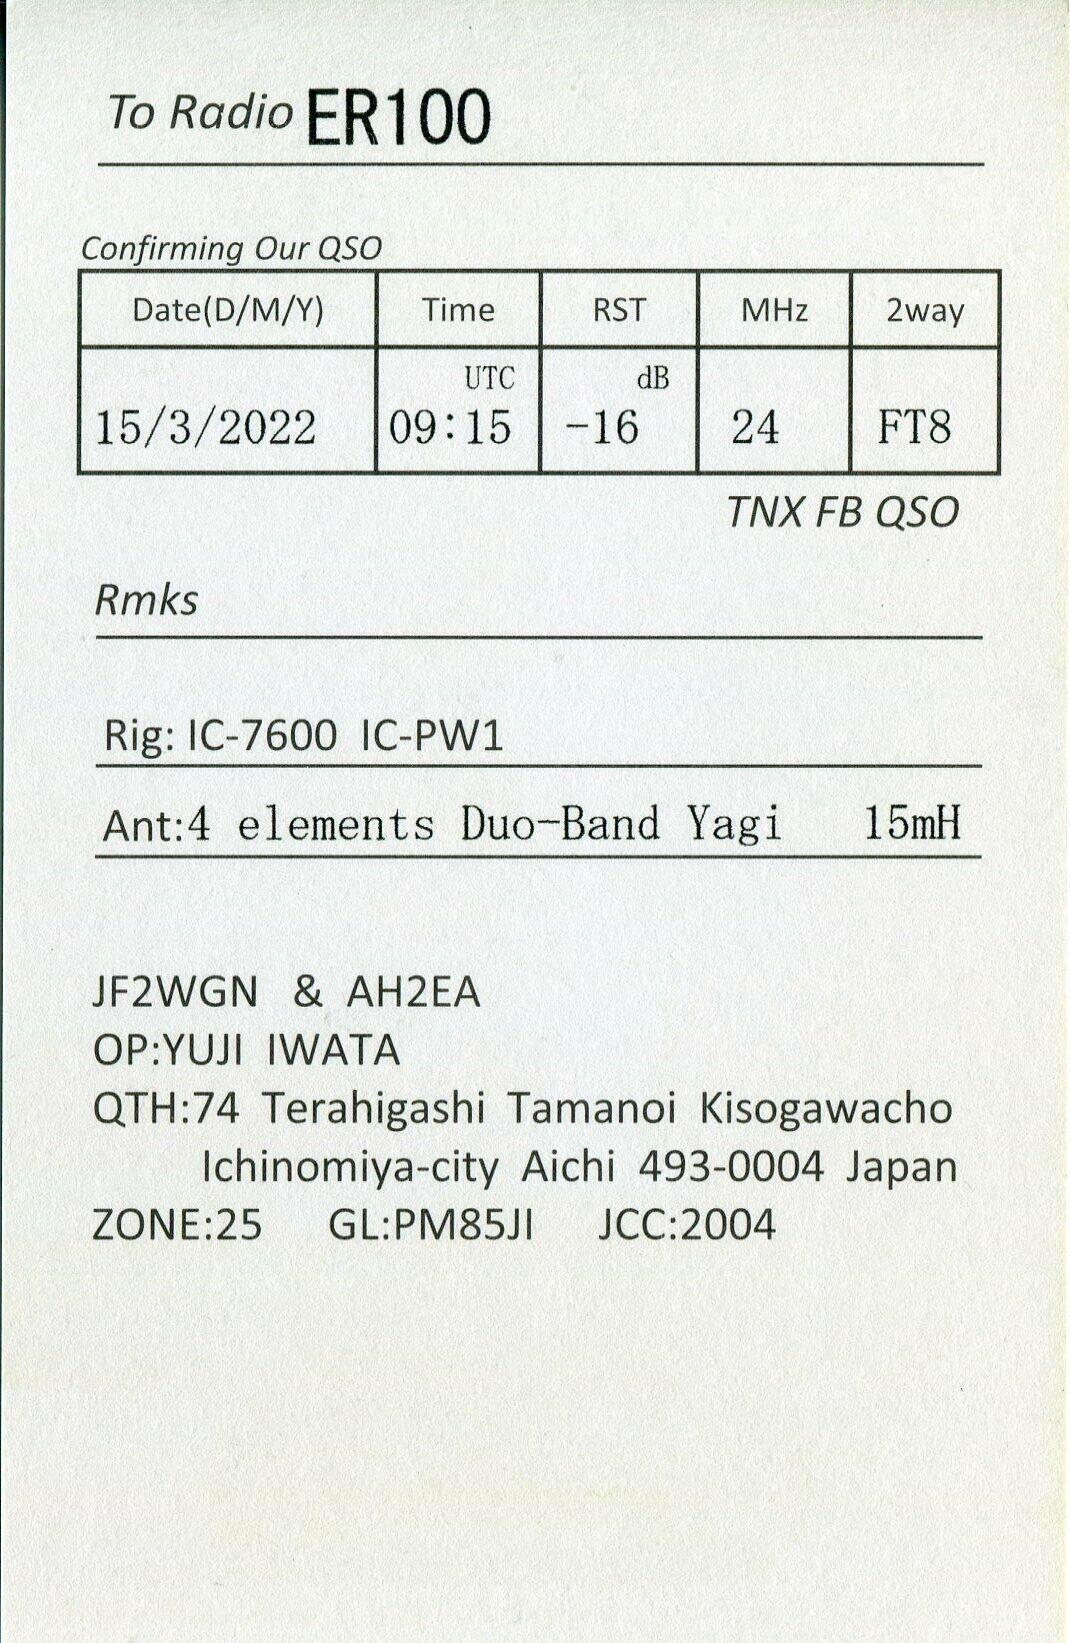 To Radio ER100
Confirming Our QSO
Date(D/M/Y) Time RST MHz 2way
UTC dB
15/3/2022 09:15 -16 24 FT8
TNX FB QSO
Rmks
Rig: IC-7600 IC-PW1
Ant:4 elements Duo-Band Yagi 15mH
JF2WGN & AH2EA
OP:YUJI IWATA
QTH:74 Terahigashi Tamanoi Kisogawacho
Ichinomiya-city Aichi 493-0004 Japan
ZONE:25 GL:PM85JI JCC:2004